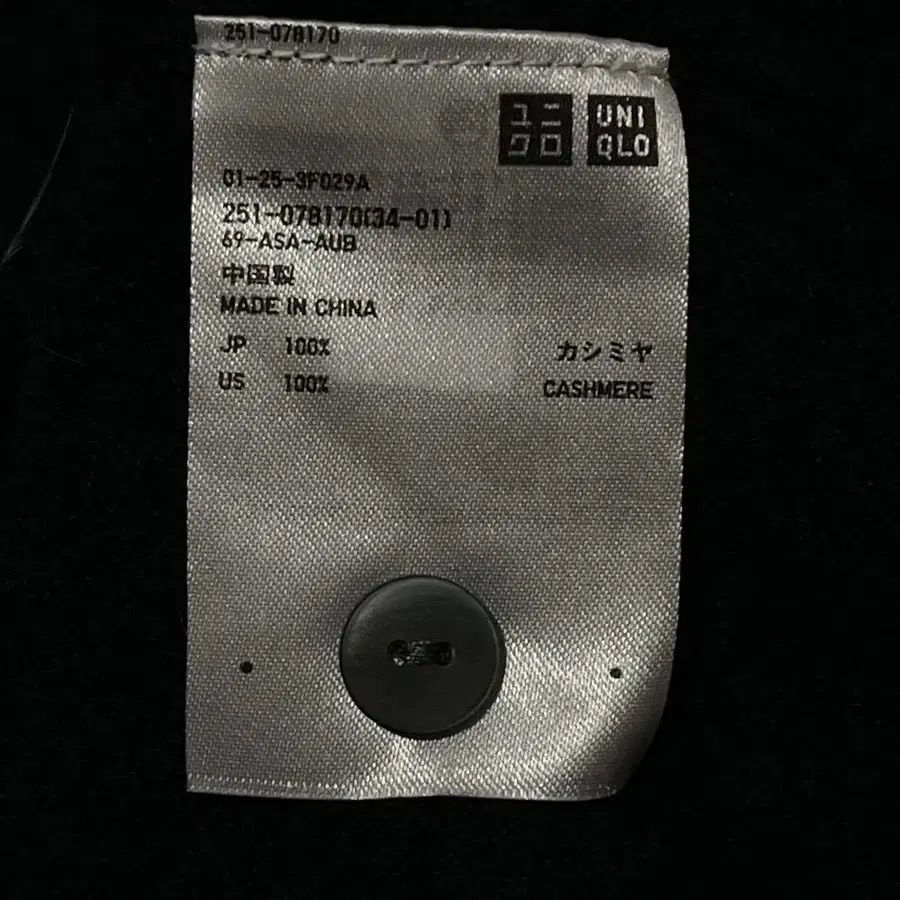 251-078170
ユニ
クロ
UNI
QLO
01-25-3F029A
251-078170(34-01)
69-ASA-AUB
中国製
MADE IN CHINA
JP 100% カシミヤ
US 100% CASHMERE